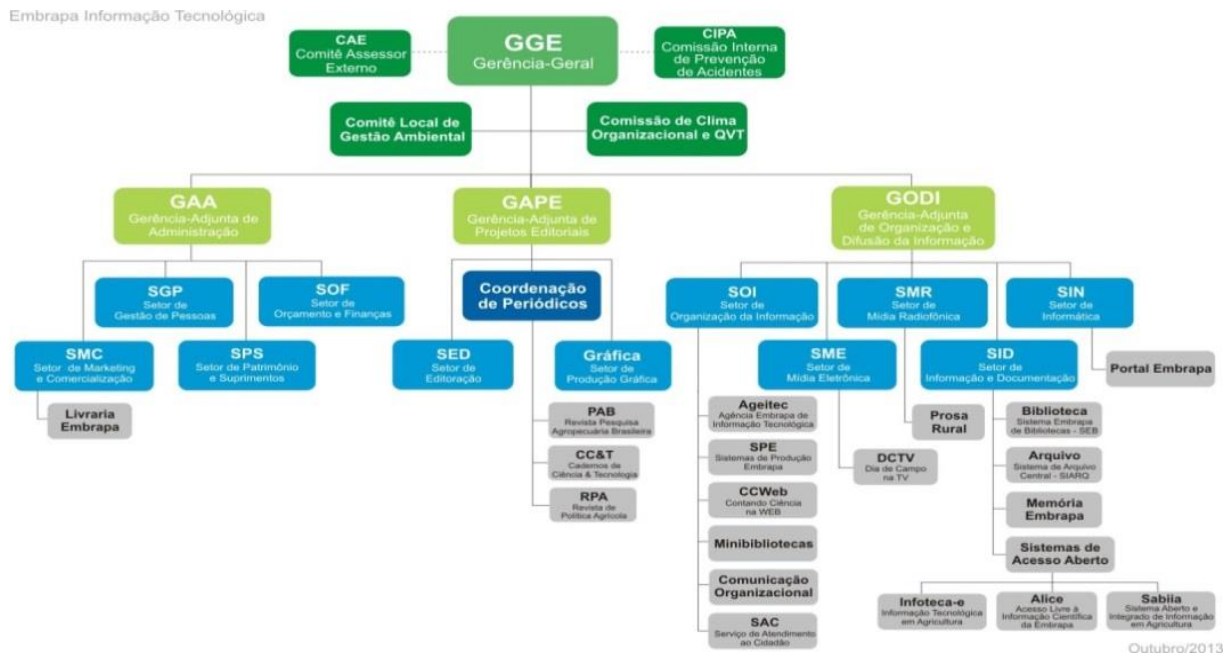 Embrapa Informação Tecnológica
CAE
Comitê Assessor
Externo
GGE
Gerência-Geral
CIPA
Comissão Interna
de Prevenção
de Acidentes
Comitê Local de
Gestão Ambiental
Comissão de Clima
Organizacional e QVT
GAA
Gerência-Adjunta de
Administração
GAPE
Gerência-Adjunta de
Projetos Editoriais
GODI
Gerência-Adjunta
de Organização e
Difusão da Informação
SGP
Setor de
Gestão de Pessoas
SOF
Setor de
Orçamento e Finanças
Coordenação
de Periódicos
SOI
Setor de
Organização da Informação
SMR
Setor de
Mídia Radiofônica
SIN
Setor de
Informática
SMC
Setor de Marketing
e Comercialização
SPS
Setor de Patrimônio
e Suprimentos
SED
Setor de
Editoração
Gráfica
Setor de
Produção Gráfica
SME
Setor de
Mídia Eletrônica
SID
Setor de
Informação e Documentação
Portal Embrapa
Livraria
Embrapa
PAB
Revista Pesquisa
Agropecuária Brasileira
CC&T
Cadernos de
Ciência & Tecnologia
RPA
Revista de
Política Agrícola
Ageitec
Agência Embrapa de
Informação Tecnológica
SPE
Sistemas de Produção
Embrapa
CCWeb
Contando Ciência
na WEB
Minibibliotecas
Comunicação
Organizacional
SAC
Serviço de Atendimento
ao Cidadão
DCTV
Dia de Campo
na TV
Prosa
Rural
Biblioteca
Sistema Embrapa
de Bibliotecas - SEB
Arquivo
Sistema de Arquivo
Central - SIARQ
Memória
Embrapa
Sistemas de
Acesso Aberto
Infoteca-e
Informação Tecnológica
em Agricultura
Alice
Acesso Livre à
Informação Científica
da Embrapa
Sabiia
Sistema Aberto e
Integrado de Informação
em Agricultura
Outubro/2013